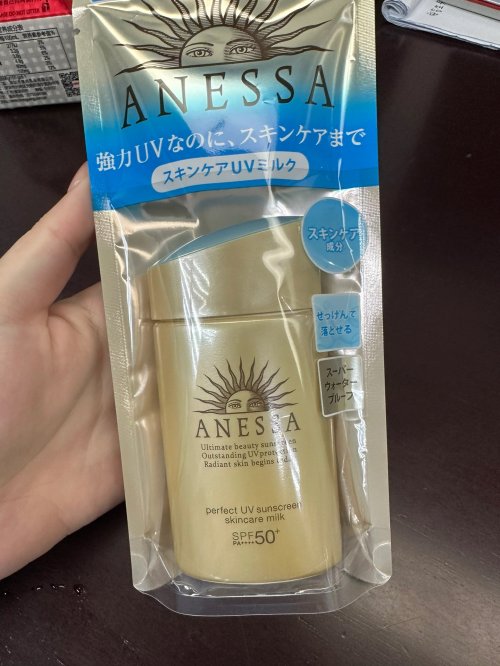 ANESSA
強力UVなのに、スキンケアまで
スキンケアUVミルク
スキンケア
成分
せっけんで
落とせる
スーパー
ウォーター
プルーフ
ANESSA
Ultimate beauty sunscreen
Outstanding UV protection
Radiant skin begins
perfect UV sunscreen
skincare milk
SPF50+
PA++++